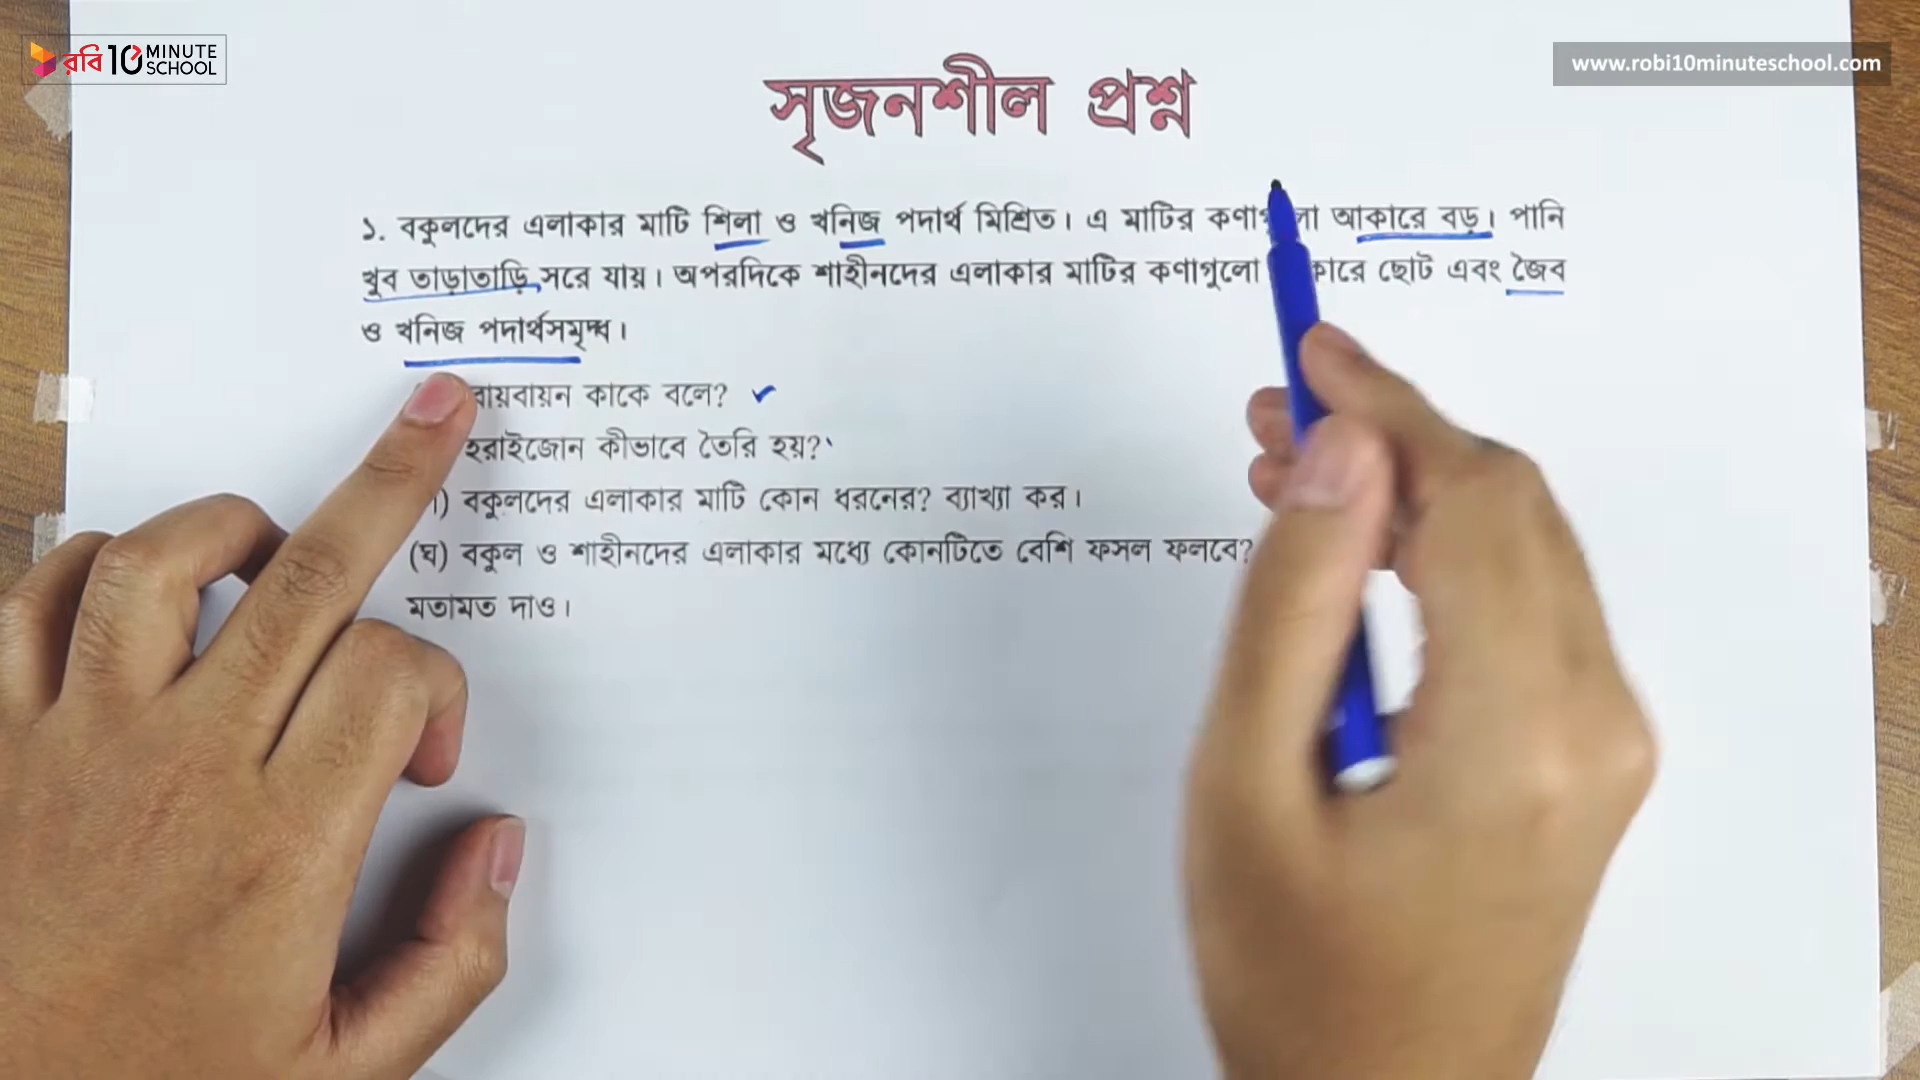 রবি 10 MINUTE SCHOOL
www.robi10minuteschool.com
সৃজনশীল প্রশ্ন
১. বকুলদের এলাকার মাটি শিলা ও খনিজ পদার্থ মিশ্রিত। এ মাটির আকারে বড়। পানি
খুব তাড়াতাড়ি সরে যায়। অপরদিকে শাহীনদের এলাকার মাটির কণাগুলো ছোট এবং জৈব
ও খনিজ পদার্থসমৃদ্ধ।
বায়বায়ন কাকে বলে?
হরাইজোন কীভাবে তৈরি হয়?
বকুলদের এলাকার মাটি কোন ধরনের? ব্যাখ্যা কর।
(ঘ) বকুল ও শাহীনদের এলাকার মধ্যে কোনটিতে বেশি ফসল ফলবে?
মতামত দাও।